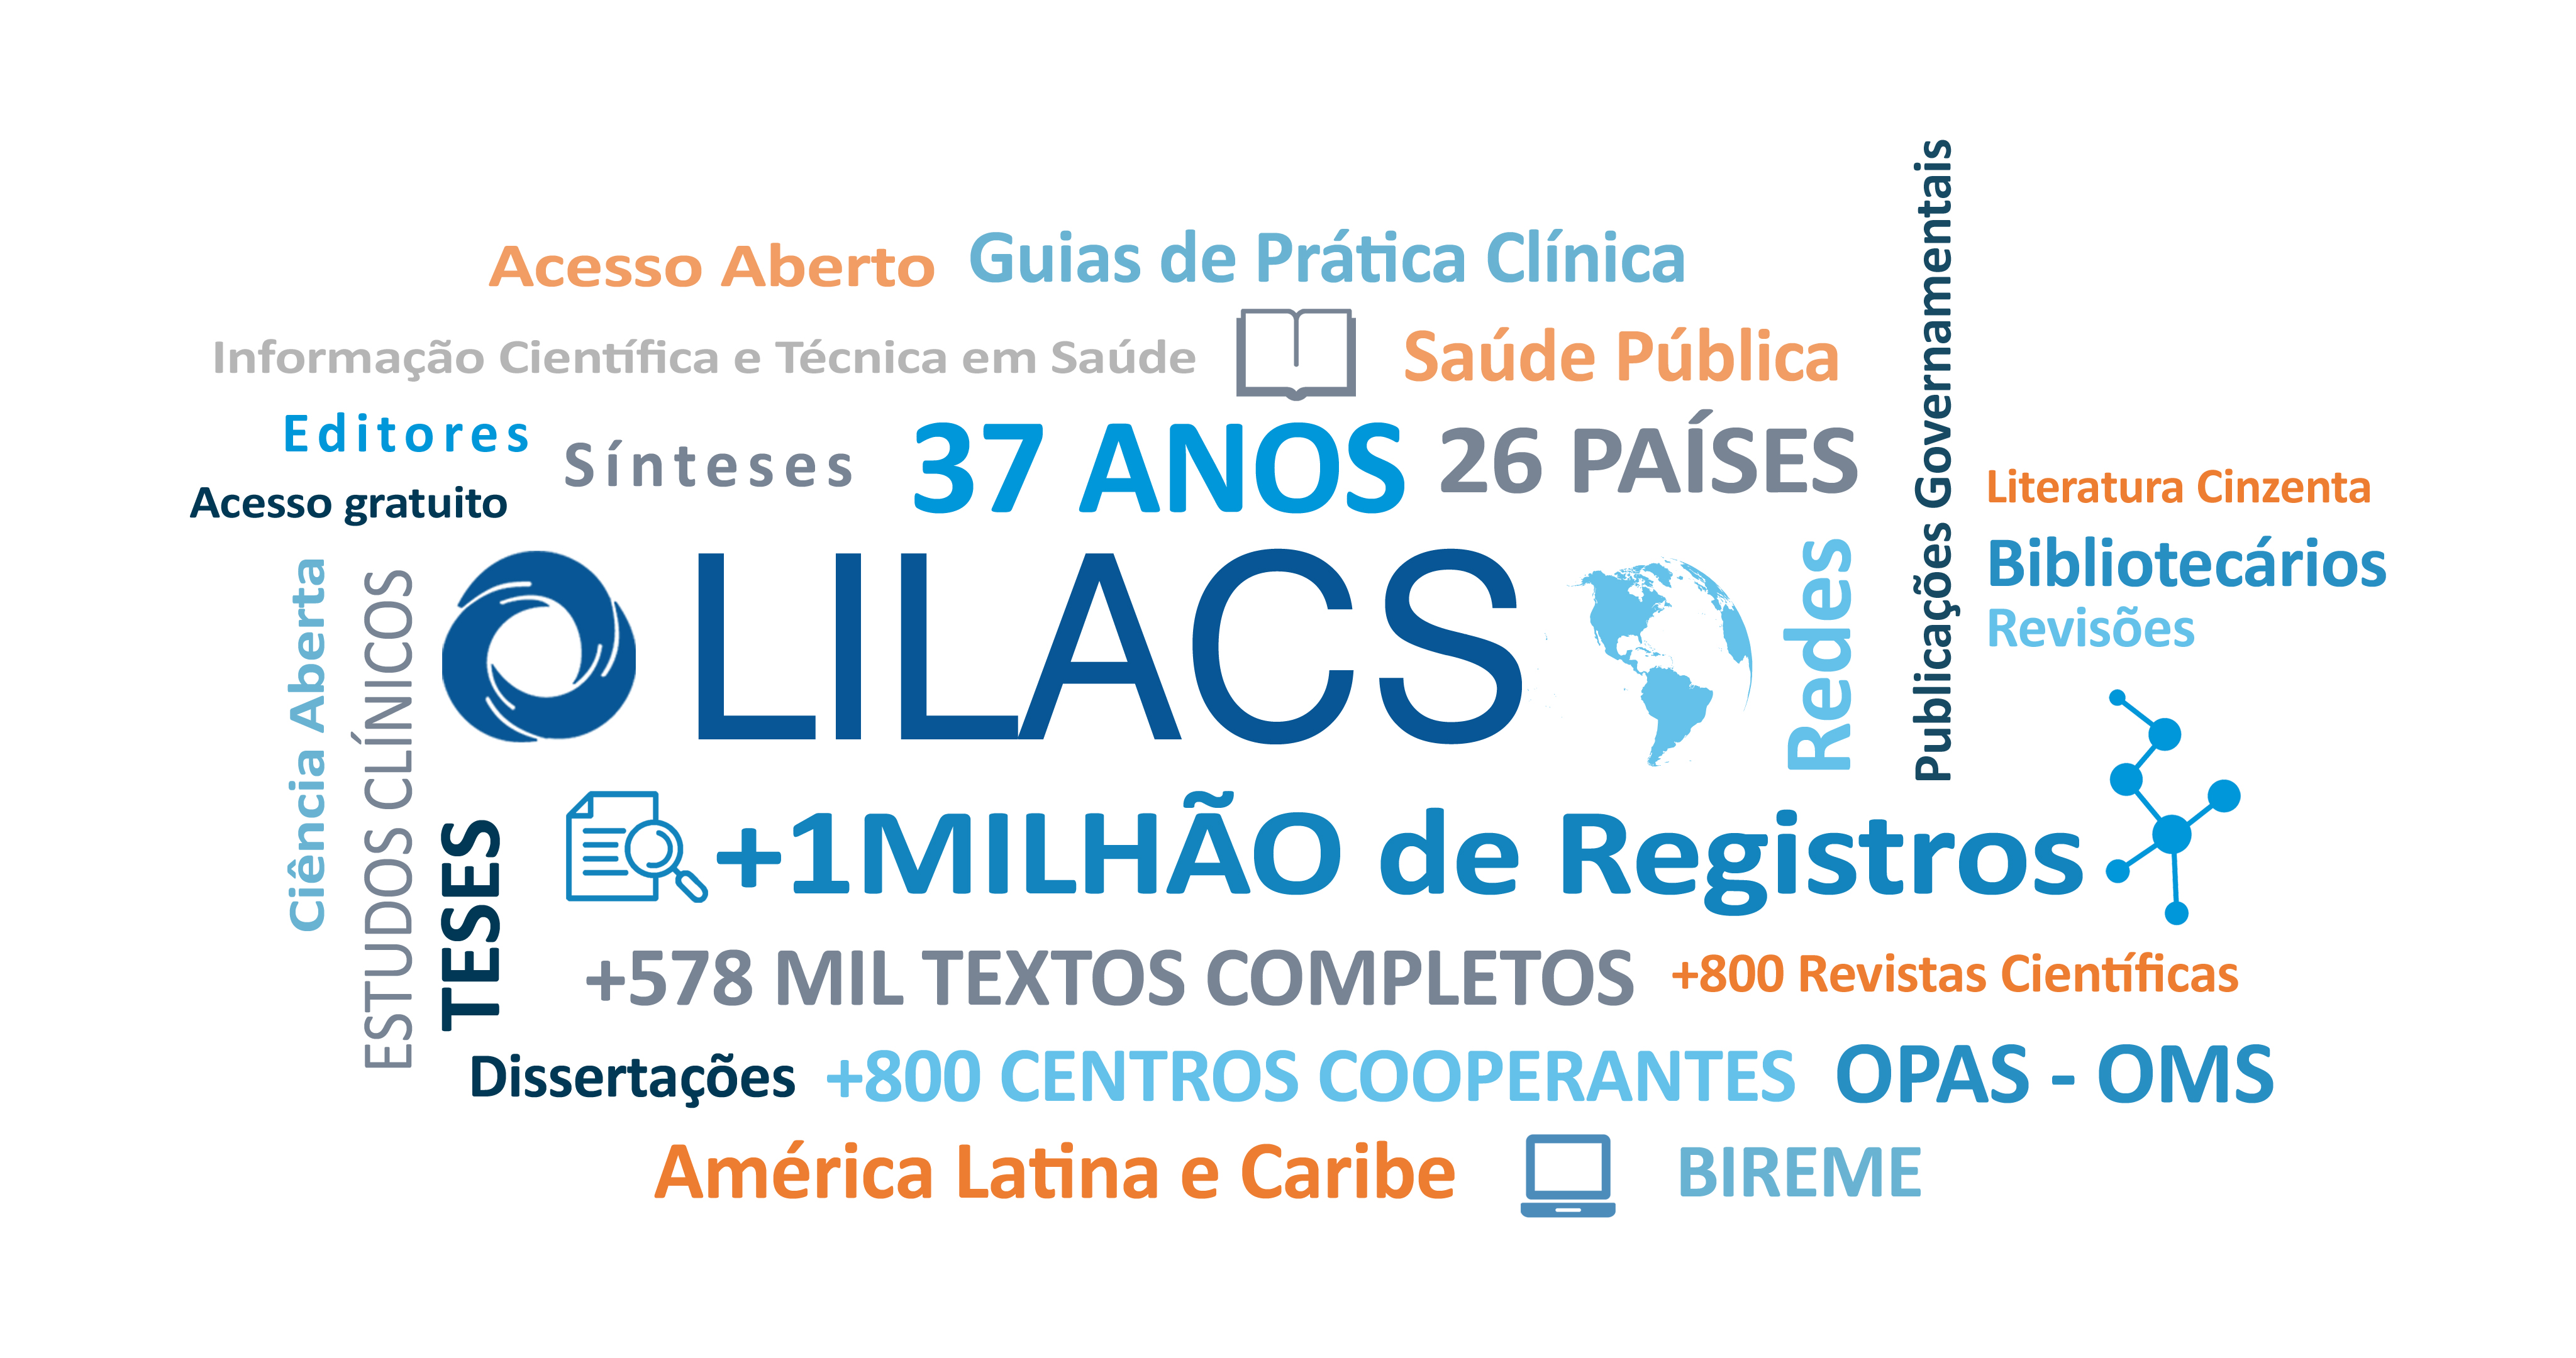 Publicações Governamentais
Acesso Aberto
Guias de Prática Clínica
Informação Científica e Técnica em Saúde
Saúde Pública
Editores
Sínteses
37 ANOS
26 PAÍSES
Acesso gratuito
Literatura Cinzenta
Bibliotecários
Revisões
Ciência Aberta
ESTUDOS CLÍNICOS
LILACS
Redes
TESES
+1MILHÃO de Registros
+578 MIL TEXTOS COMPLETOS
+800 Revistas Científicas
Dissertações
+800 CENTROS COOPERANTES
OPAS - OMS
América Latina e Caribe
BIREME